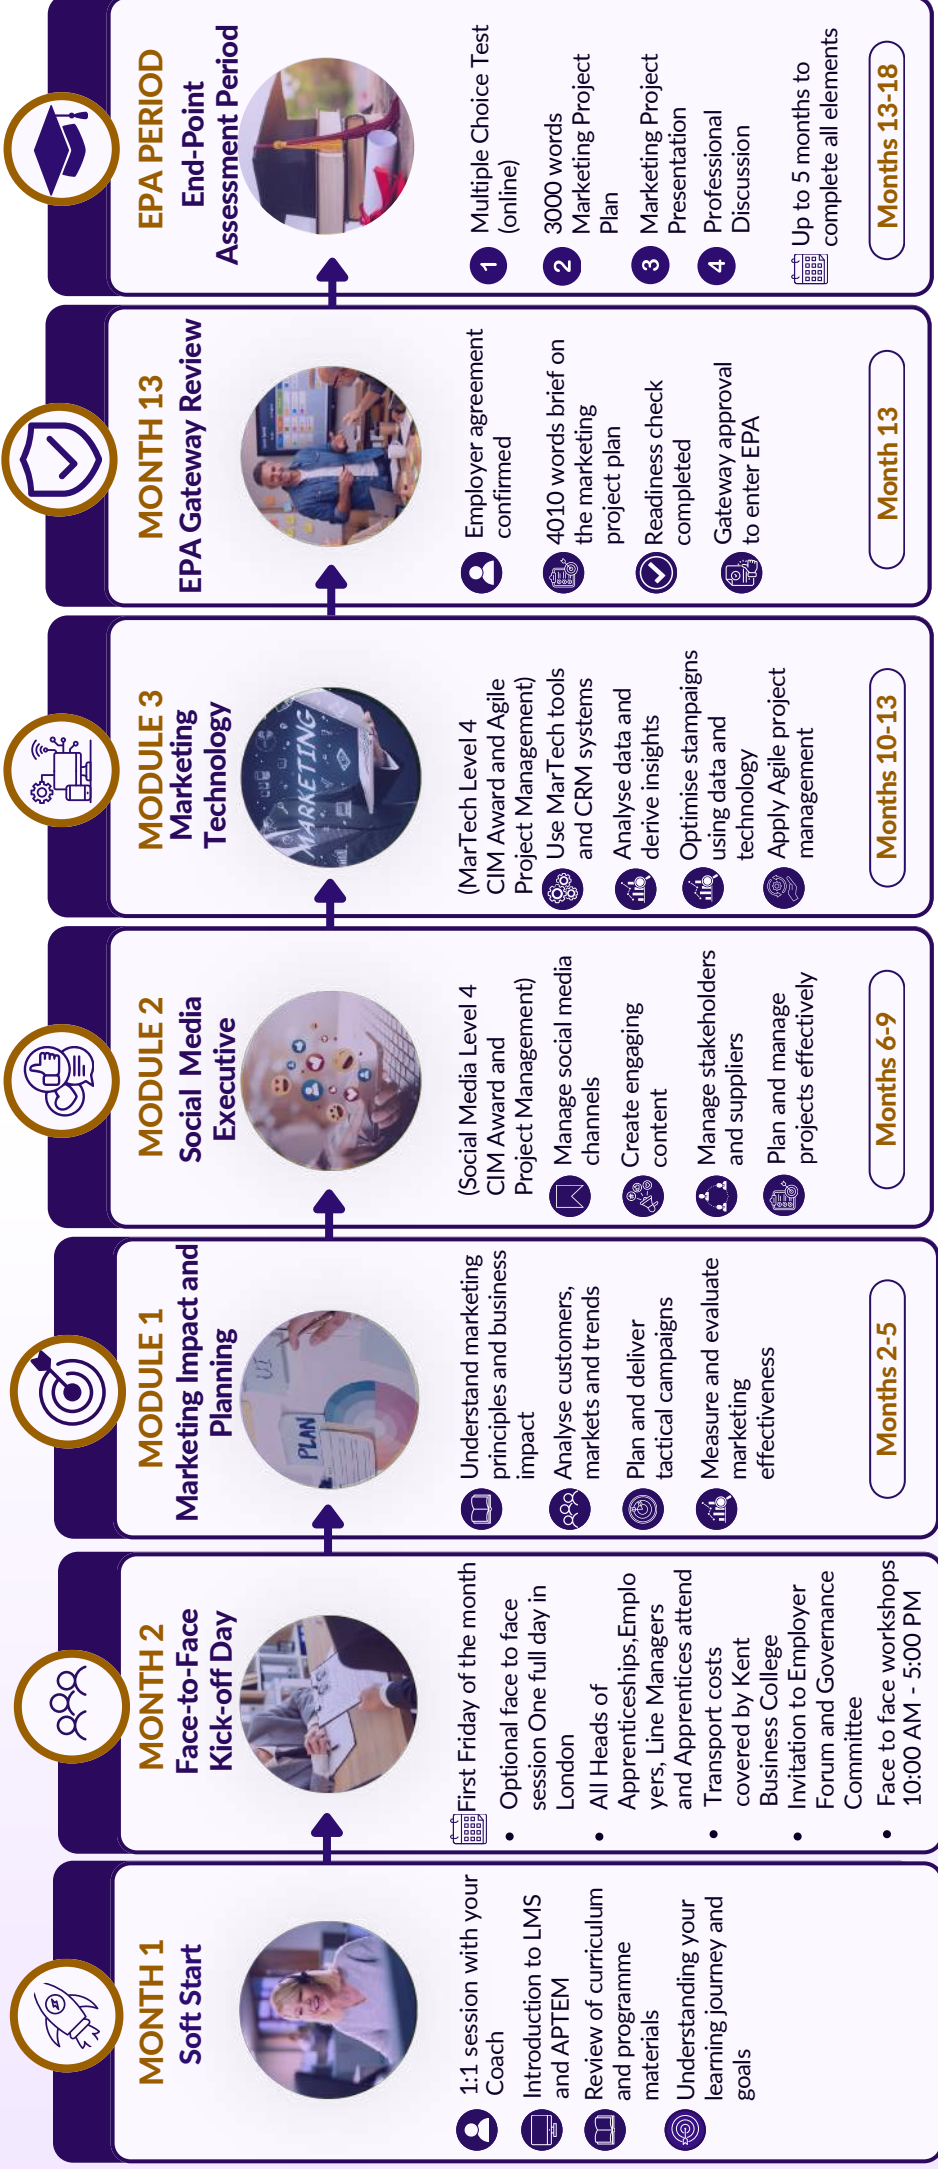 MONTH 1
Soft Start
1:1 session with your
Coach
Introduction to LMS
and APTEM
Review of curriculum
and programme
materials
Understanding your
learning journey and
goals
MONTH 2
Face-to-Face
Kick-off Day
First Friday of the month
• Optional face to face
session One full day in
London
• All Heads of
Apprenticeships,Emplo
yers, Line Managers
and Apprentices attend
• Transport costs
covered by Kent
Business College
• Invitation to Employer
Forum and Governance
Committee
• Face to face workshops
10:00 AM - 5:00 PM
MODULE 1
Marketing Impact and
Planning
PLAN
UI
Understand marketing
principles and business
impact
Analyse customers,
markets and trends
Plan and deliver
tactical campaigns
Measure and evaluate
marketing
effectiveness
Months 2-5
MODULE 2
Social Media
Executive
(Social Media Level 4
CIM Award and
Project Management)
Manage social media
channels
Create engaging
content
Manage stakeholders
and suppliers
Plan and manage
projects effectively
Months 6-9
MODULE 3
Marketing
Technology
MARKETING
(MarTech Level 4
CIM Award and Agile
Project Management)
Use MarTech tools
and CRM systems
Analyse data and
derive insights
Optimise stampaigns
using data and
technology
Apply Agile project
management
Months 10-13
MONTH 13
EPA Gateway Review
Employer agreement
confirmed
4010 words brief on
the marketing
project plan
Readiness check
completed
Gateway approval
to enter EPA
Month 13
EPA PERIOD
End-Point
Assessment Period
1 Multiple Choice Test
(online)
2 3000 words
Marketing Project
Plan
3 Marketing Project
Presentation
4 Professional
Discussion
Up to 5 months to
complete all elements
Months 13-18